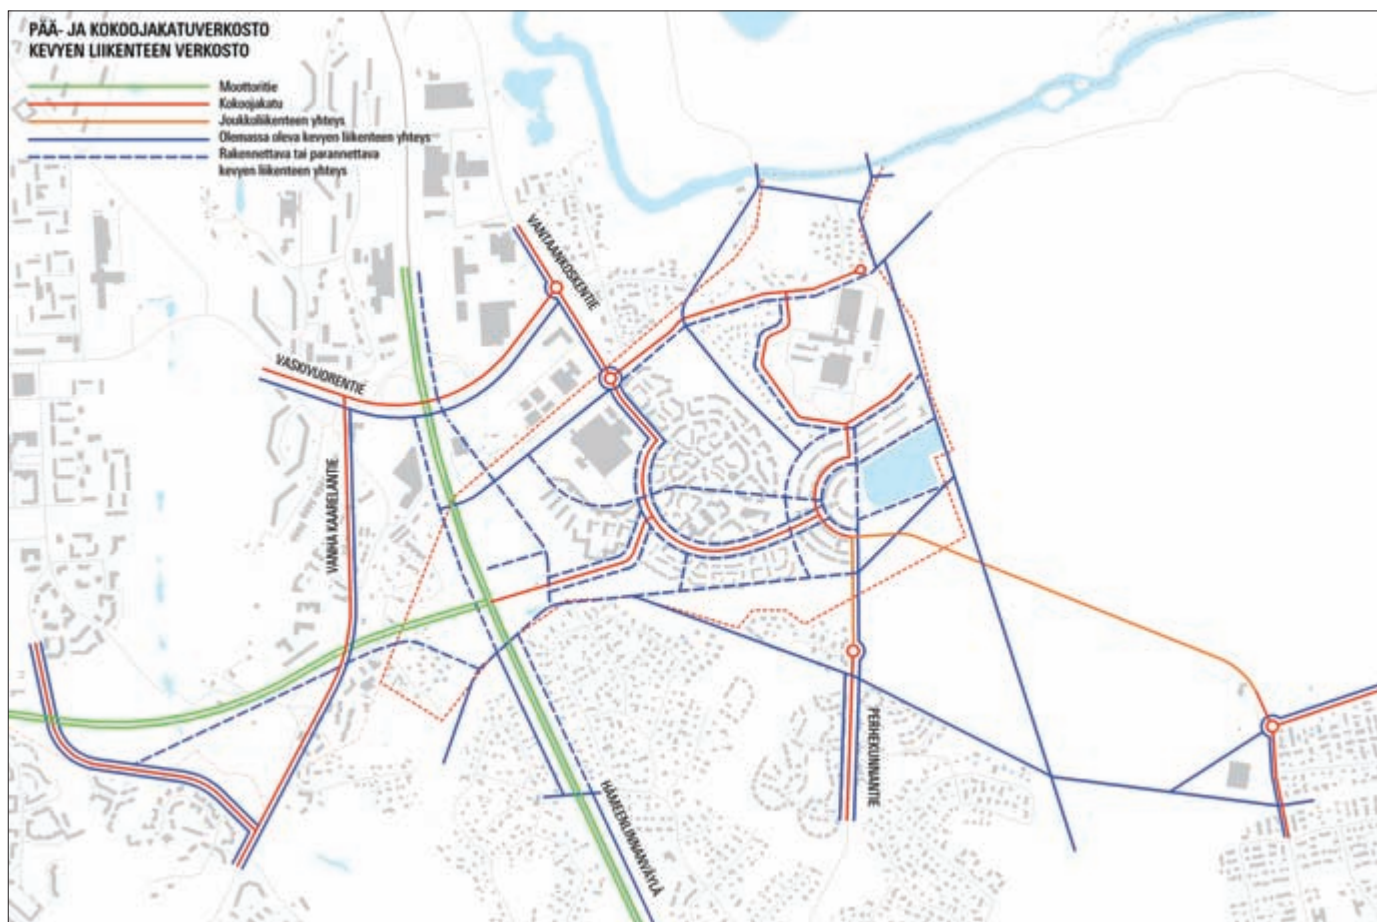 PÄÄ- JA KOKOOJAKATUVERKOSTO
KEVYEN LIIKENTEEN VERKOSTO
Moottoritie
Kokoojakatu
Joukkoliikenteen yhteys
Olemassa oleva kevyen liikenteen yhteys
Rakennettava tai parannettava
kevyen liikenteen yhteys
VANTAANKOSKENTIE
VASKIVUORENTIE
VANHA KAARELANTIE
PERHEKUNNANTIE
HÄMEENLINNANVÄYLÄ